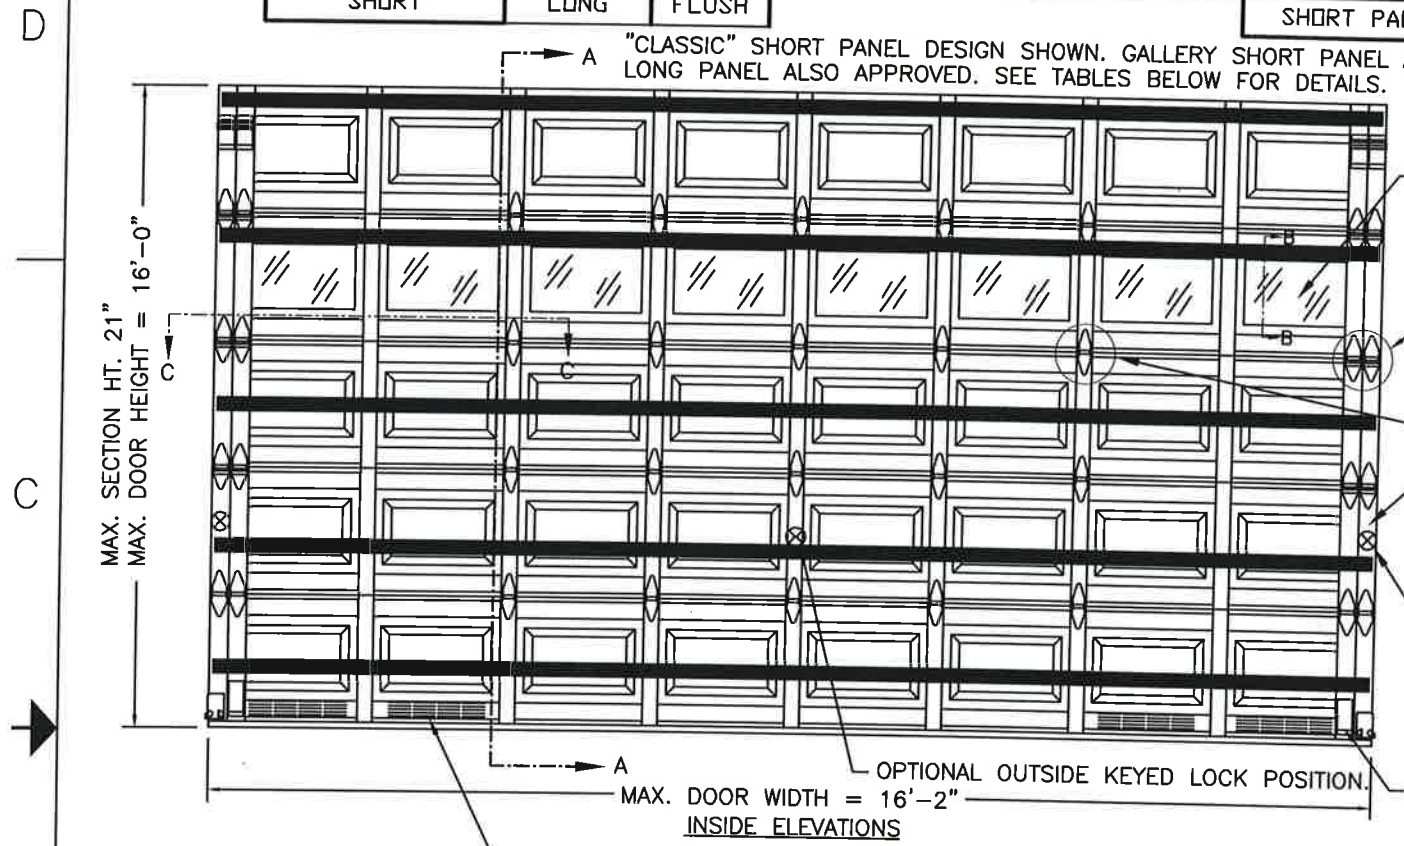 D
SHORT
LONG
FLUSH
SHORT
"CLASSIC" SHORT PANEL DESIGN SHOWN. GALLERY SHORT PANEL
LONG PANEL ALSO APPROVED. SEE TABLES BELOW FOR DETAILS.
A
B
B
C
C
MAX. SECTION HT. 21"
MAX. DOOR HEIGHT = 16'-0"
C
A
OPTIONAL OUTSIDE KEYED LOCK POSITION.
MAX. DOOR WIDTH = 16'-2"
INSIDE ELEVATIONS